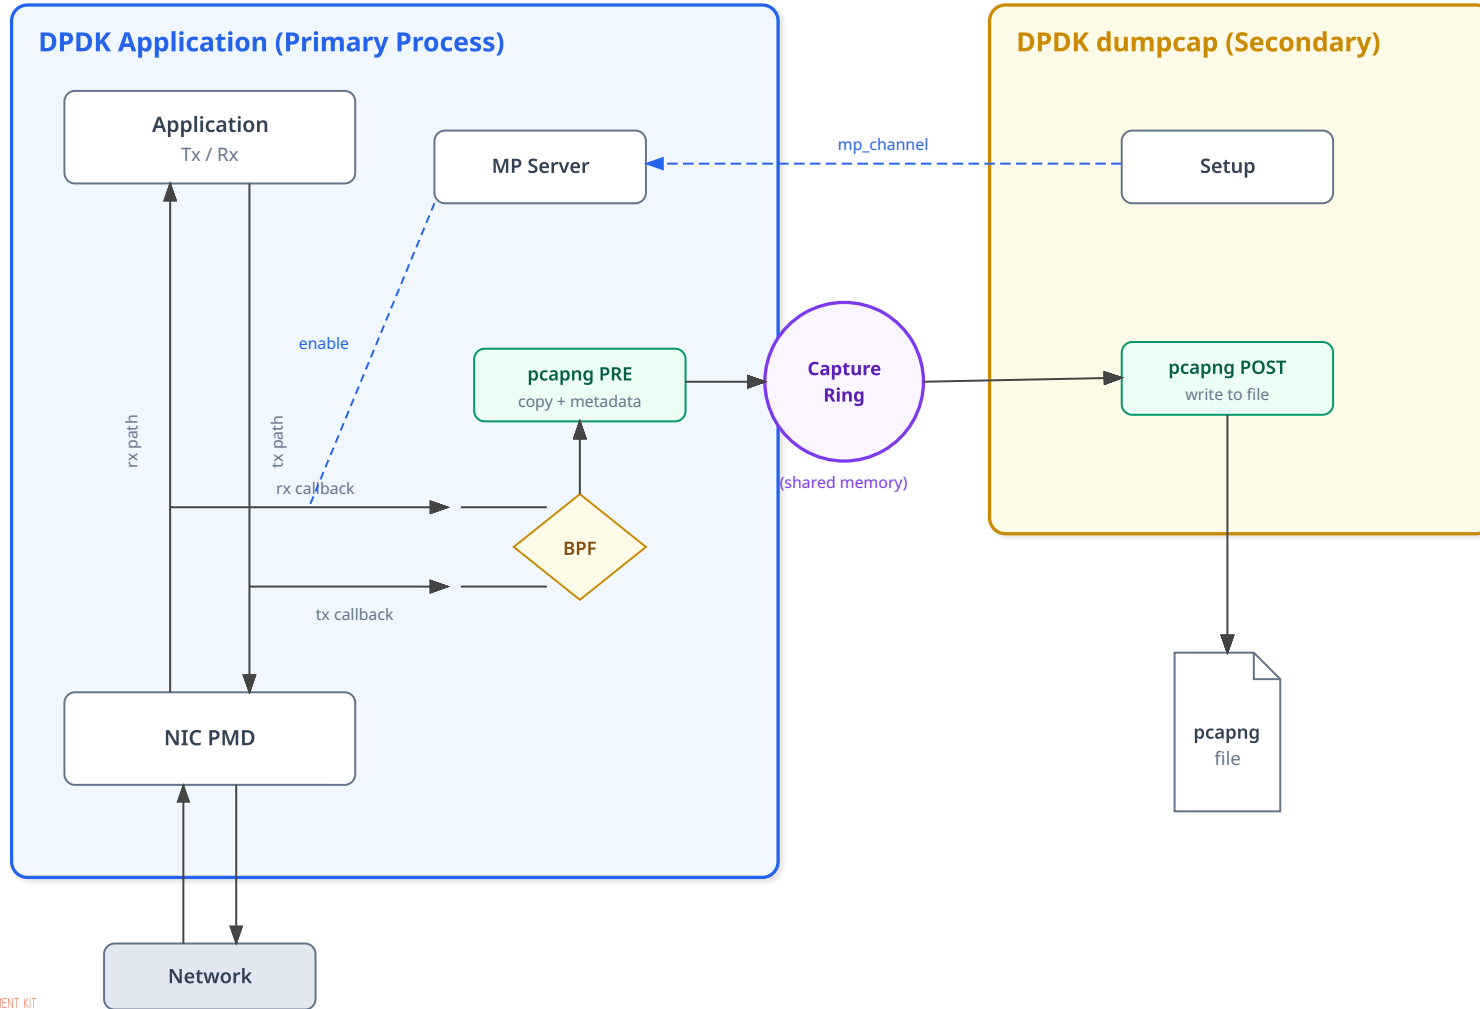 DPDK Application (Primary Process)
DPDK dumpcap (Secondary)
Application
Tx / Rx
MP Server
mp_channel
Setup
enable
pcapng PRE
copy + metadata
Capture
Ring
pcapng POST
write to file
rx path
tx path
rx callback
(shared memory)
BPF
tx callback
NIC PMD
pcapng
file
Network
KIT